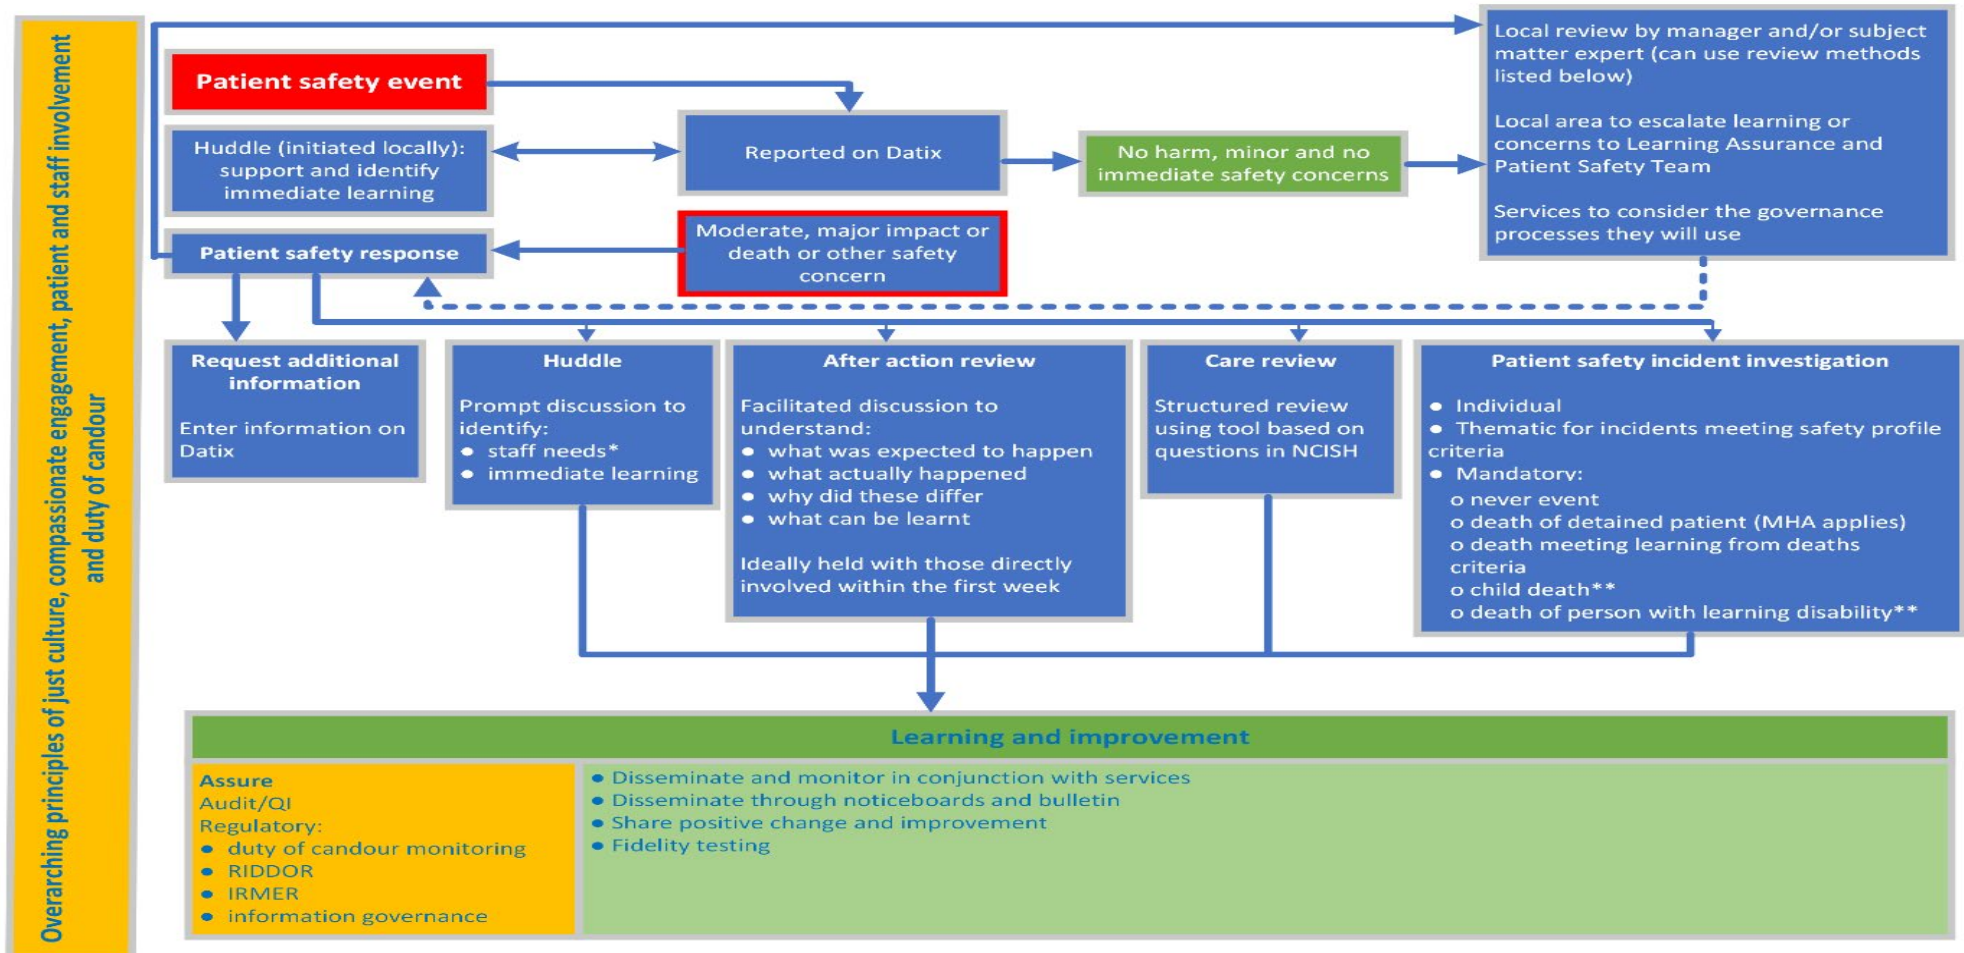 Overarching principles of just culture, compassionate engagement, patient and staff involvement
and duty of candour
Patient safety event
Huddle (initiated locally):
support and identify
immediate learning
Patient safety response
Reported on Datix
Moderate, major impact or
death or other safety
concern
No harm, minor and no
immediate safety concerns
Local review by manager and/or subject
matter expert (can use review methods
listed below)
Local area to escalate learning or
concerns to Learning Assurance and
Patient Safety Team
Services to consider the governance
processes they will use
Request additional
information
Enter information on
Datix
Huddle
Prompt discussion to
identify:
● staff needs*
● immediate learning
After action review
Facilitated discussion to
understand:
● what was expected to happen
● what actually happened
● why did these differ
● what can be learnt
Ideally held with those directly
involved within the first week
Care review
Structured review
using tool based on
questions in NCISH
Patient safety incident investigation
● Individual
● Thematic for incidents meeting safety profile
criteria
● Mandatory:
o never event
o death of detained patient (MHA applies)
o death meeting learning from deaths
criteria
o child death**
o death of person with learning disability**
Learning and improvement
Assure
Audit/QI
Regulatory:
● duty of candour monitoring
● RIDDOR
● IRMER
● information governance
● Disseminate and monitor in conjunction with services
● Disseminate through noticeboards and bulletin
● Share positive change and improvement
● Fidelity testing